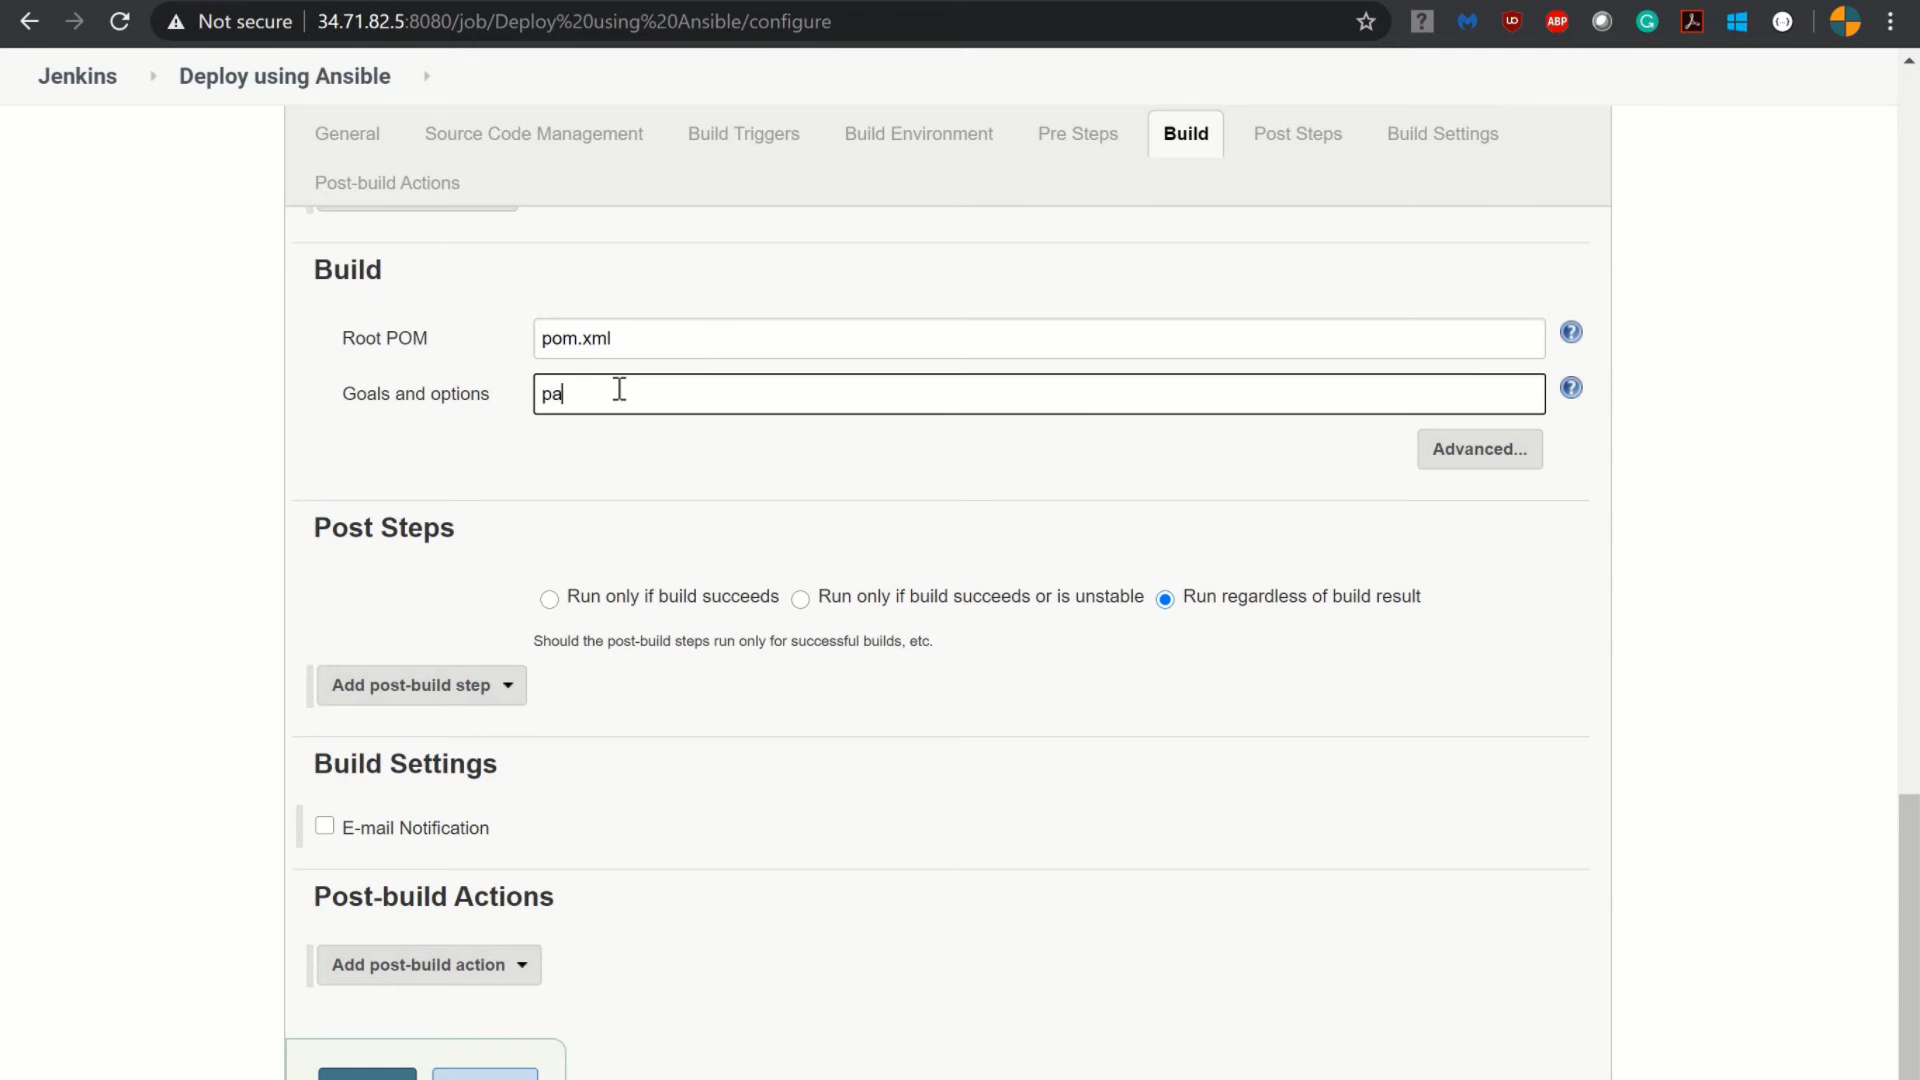 Not secure 34.71.82.5:8080/job/Deploy%20using%20Ansible/configure
UD ABP
Jenkins Deploy using Ansible
General Source Code Management Build Triggers Build Environment Pre Steps Build Post Steps Build Settings
Post-build Actions
Build
Root POM pom.xml
Goals and options pa
Advanced...
Post Steps
Run only if build succeeds Run only if build succeeds or is unstable Run regardless of build result
Should the post-build steps run only for successful builds, etc.
Add post-build step
Build Settings
E-mail Notification
Post-build Actions
Add post-build action